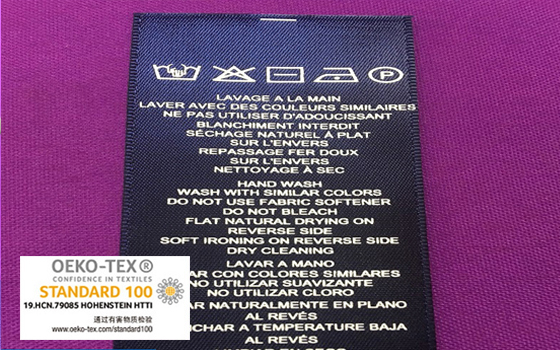 P
LAVAGE A LA MAIN
LAVER AVEC DES COULEURS SIMILAIRES
NE PAS UTILISER D'ADOUCISSANT
BLANCHIMENT INTERDIT
SÉCHAGE NATUREL À PLAT
SUR L'ENVERS
REPASSAGE FER DOUX
SUR L'ENVERS
NETTOYAGE À SEC
HAND WASH
WASH WITH SIMILAR COLORS
DO NOT USE FABRIC SOFTENER
DO NOT BLEACH
FLAT NATURAL DRYING ON
REVERSE SIDE
SOFT IRONING ON REVERSE SIDE
DRY CLEANING
LAVAR A MANO
AR CON COLORES SIMILARES
NO UTILIZAR SUAVIZANTE
NO UTILIZAR CLORO
AR NATURALMENTE EN PLANO
AL REVÉS
NCHAR A TEMPERATURE BAJA
AL REVÉS
OEKO-TEX®
CONFIDENCE IN TEXTILES
STANDARD 100
19.HCN.79085 HOHENSTEIN HTTI
通过有害物质检验
www.oeko-tex.com/standard100